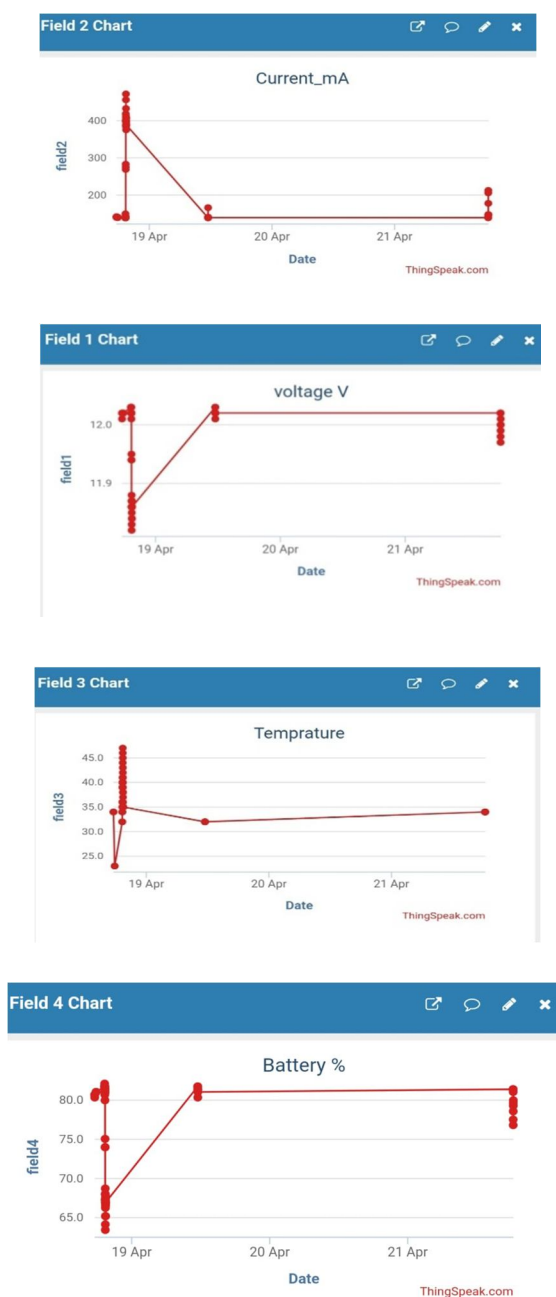 Field 2 Chart
Current_mA
field2
400
300
200
19 Apr 20 Apr 21 Apr
Date
ThingSpeak.com
Field 1 Chart
voltage V
field1
12.0
11.9
19 Apr 20 Apr 21 Apr
Date
ThingSpeak.com
Field 3 Chart
Temprature
field3
45.0
40.0
35.0
30.0
25.0
19 Apr 20 Apr 21 Apr
Date
ThingSpeak.com
Field 4 Chart
Battery %
field4
80.0
75.0
70.0
65.0
19 Apr 20 Apr 21 Apr
Date
ThingSpeak.com